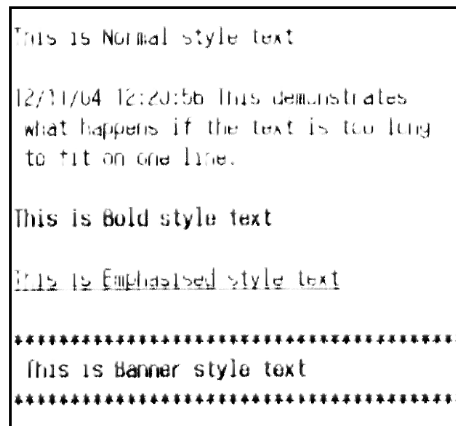 This is Normal style text
12/11/04 12:20:56 This demonstrates
what happens if the text is too long
to fit on one line.
This is Bold style text
This is Emphasised style text
****************************************
This is Banner style text
****************************************